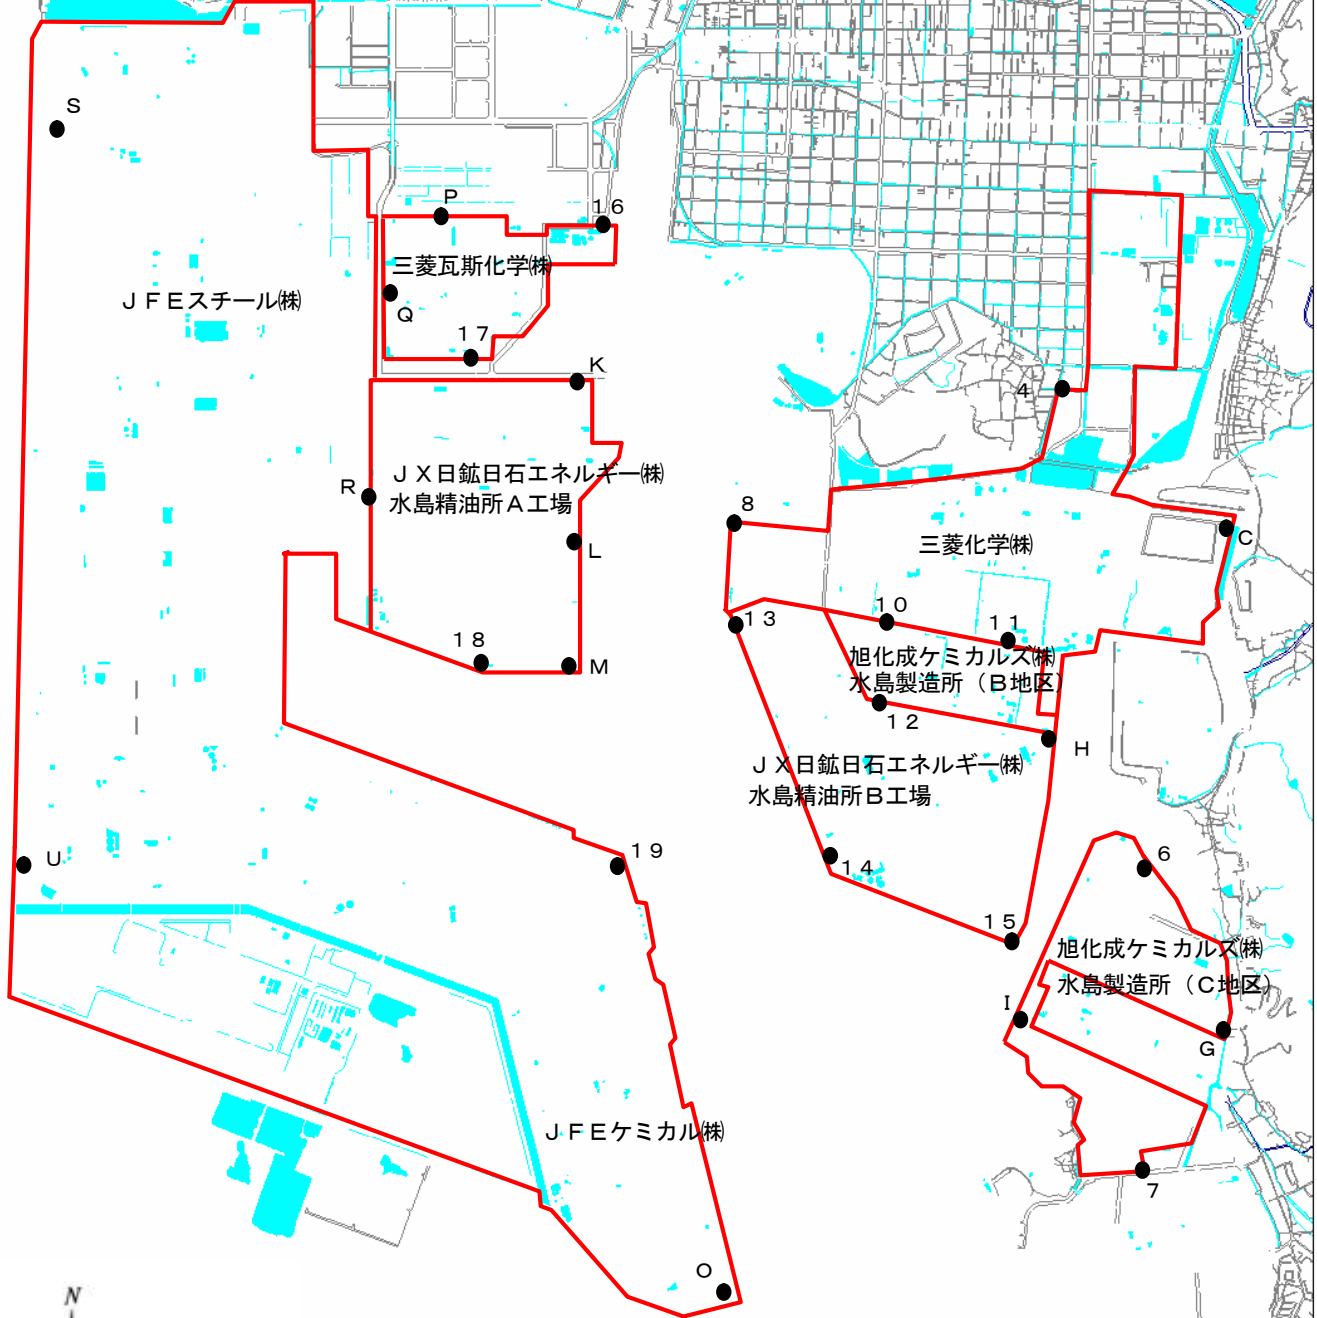 S
P
16
三菱瓦斯化学㈱
JFEスチール㈱
Q
17
K
4
JX日鉱日石エネルギー㈱
水島精油所A工場
R
8
C
三菱化学㈱
L
10
13
11
18
M
旭化成ケミカルズ㈱
水島製造所(B地区)
12
H
JX日鉱日石エネルギー㈱
水島精油所B工場
U
19
14
6
15
旭化成ケミカルズ㈱
水島製造所(C地区)
I
G
JFEケミカル㈱
7
O
N